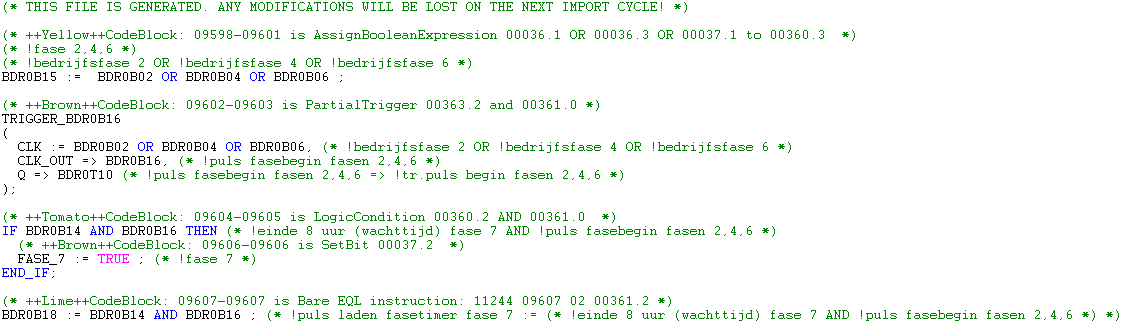 (* THIS FILE IS GENERATED. ANY MODIFICATIONS WILL BE LOST ON THE NEXT IMPORT CYCLE! *)
(* ++Yellow++CodeBlock: 09598-09601 is AssignBooleanExpression 00036.1 OR 00036.3 OR 00037.1 to 00360.3  *)
(* !fase 2,4,6 *)
(* !bedrijfsfase 2 OR !bedrijfsfase 4 OR !bedrijfsfase 6 *)
BDR0B15 :=  BDR0B02 OR BDR0B04 OR BDR0B06 ;
(* ++Brown++CodeBlock: 09602-09603 is PartialTrigger 00363.2 and 00361.0 *)
TRIGGER_BDR0B16
(
  CLK := BDR0B02 OR BDR0B04 OR BDR0B06, (* !bedrijfsfase 2 OR !bedrijfsfase 4 OR !bedrijfsfase 6 *)
  CLK_OUT => BDR0B16, (* !puls fasebegin fasen 2,4,6 *)
  Q => BDR0T10 (* !puls fasebegin fasen 2,4,6 => !tr.puls begin fasen 2,4,6 *)
);
(* ++Tomato++CodeBlock: 09604-09605 is LogicCondition 00360.2 AND 00361.0  *)
IF BDR0B14 AND BDR0B16 THEN (* !einde 8 uur (wachttijd) fase 7 AND !puls fasebegin fasen 2,4,6 *)
  (* ++Brown++CodeBlock: 09606-09606 is SetBit 00037.2  *)
  FASE_7 := TRUE ; (* !fase 7 *)
END_IF;
(* ++Lime++CodeBlock: 09607-09607 is Bare EQL instruction: 11244 09607 02 00361.2 *)
BDR0B18 := BDR0B14 AND BDR0B16 ; (* !puls laden fasetimer fase 7 := (* !einde 8 uur (wachttijd) fase 7 AND !puls fasebegin fasen 2,4,6 *) *)